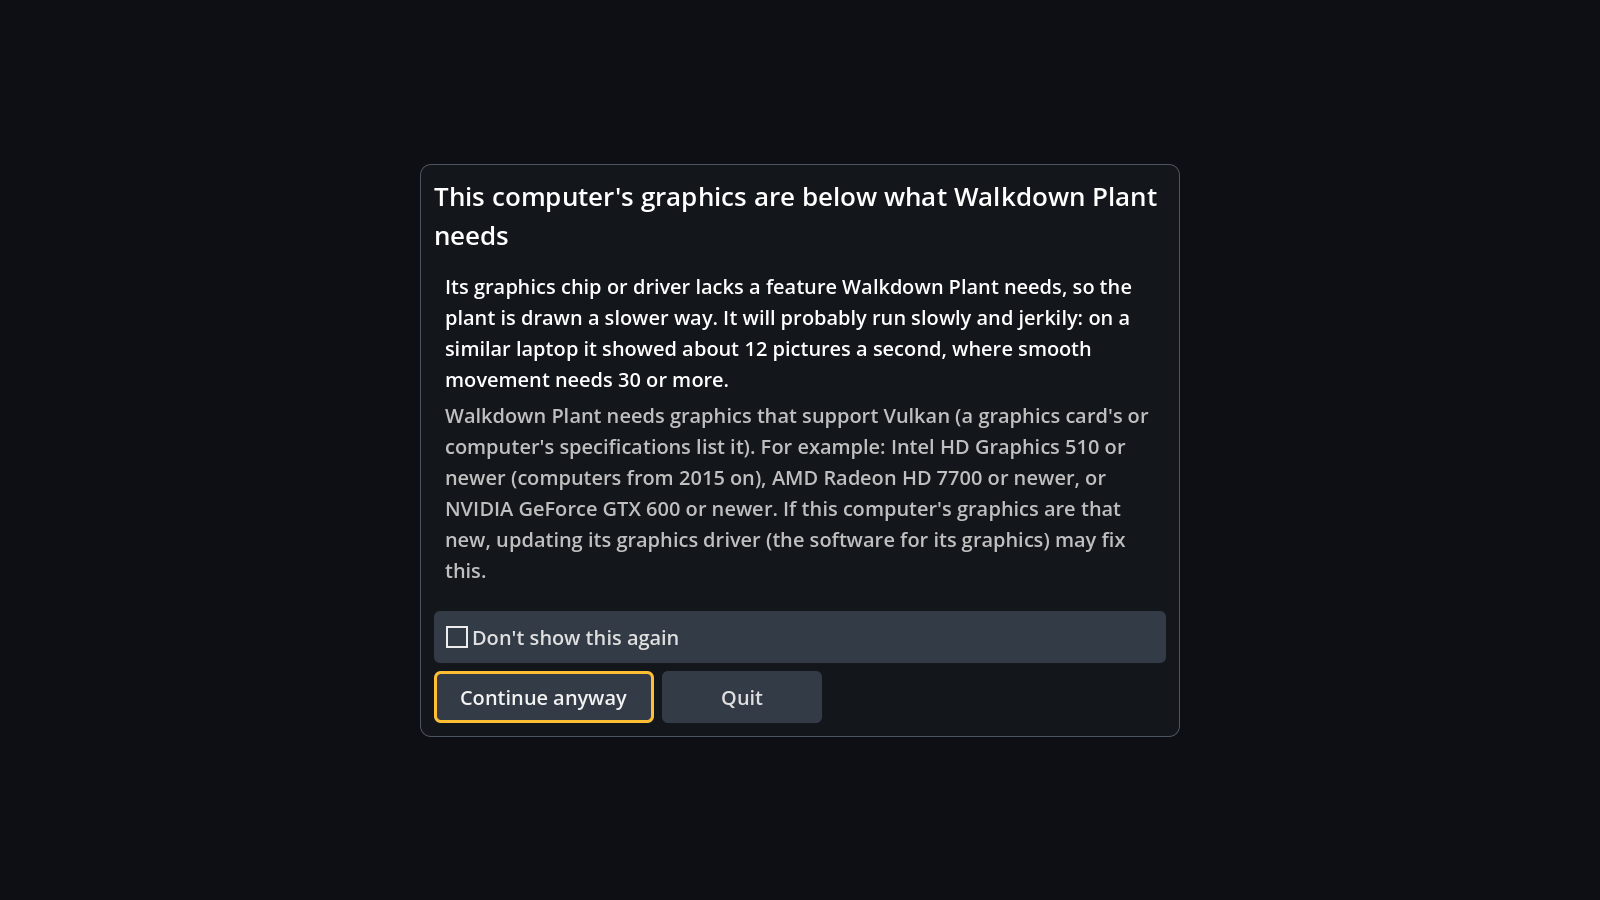 This computer's graphics are below what Walkdown Plant
needs
Its graphics chip or driver lacks a feature Walkdown Plant needs, so the
plant is drawn a slower way. It will probably run slowly and jerkily: on a
similar laptop it showed about 12 pictures a second, where smooth
movement needs 30 or more.
Walkdown Plant needs graphics that support Vulkan (a graphics card's or
computer's specifications list it). For example: Intel HD Graphics 510 or
newer (computers from 2015 on), AMD Radeon HD 7700 or newer, or
NVIDIA GeForce GTX 600 or newer. If this computer's graphics are that
new, updating its graphics driver (the software for its graphics) may fix
this.
Don't show this again
Continue anyway
Quit